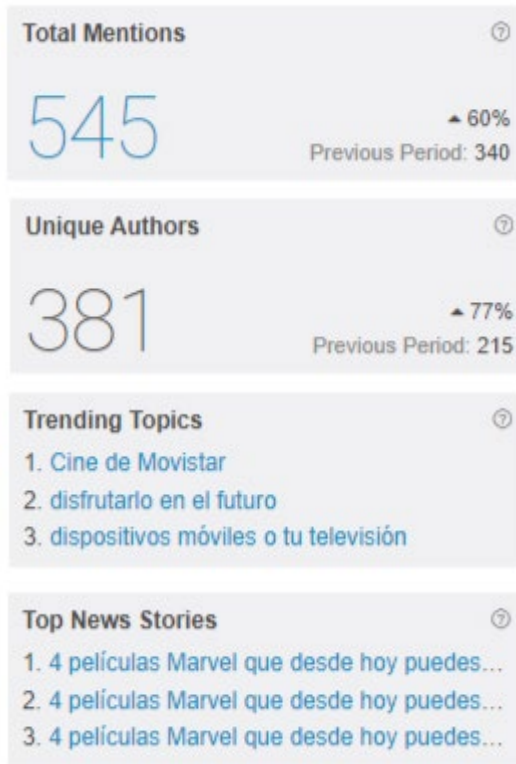 Total Mentions
545
▲ 60%
Previous Period: 340
Unique Authors
381
▲ 77%
Previous Period: 215
Trending Topics
1. Cine de Movistar
2. disfrutarlo en el futuro
3. dispositivos móviles o tu televisión
Top News Stories
1. 4 películas Marvel que desde hoy puedes...
2. 4 películas Marvel que desde hoy puedes...
3. 4 películas Marvel que desde hoy puedes...